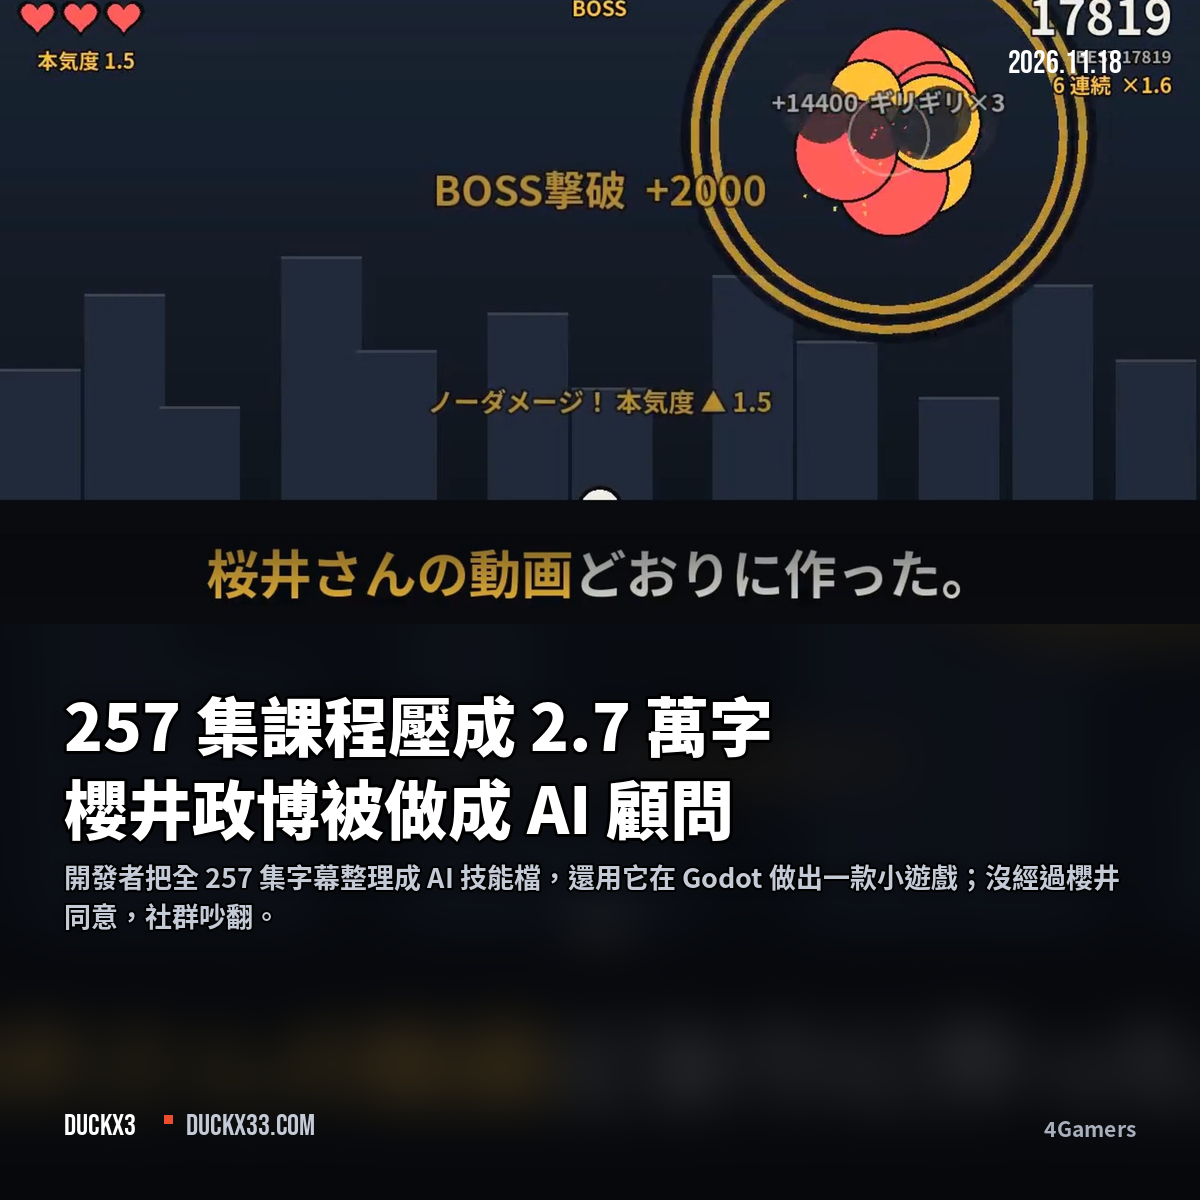 BOSS
17819
本気度 1.5
2026.11.18
17819
6 連続 ×1.6
+14400 ギリギリ×3
BOSS撃破 +2000
ノーダメージ！ 本気度 ▲ 1.5
桜井さんの動画どおりに作った。
257 集課程壓成 2.7 萬字
櫻井政博被做成 AI 顧問
開發者把全 257 集字幕整理成 AI 技能檔，還用它在 Godot 做出一款小遊戲；沒經過櫻井
同意，社群吵翻。
DUCKX3
DUCKX33.COM
4Gamers